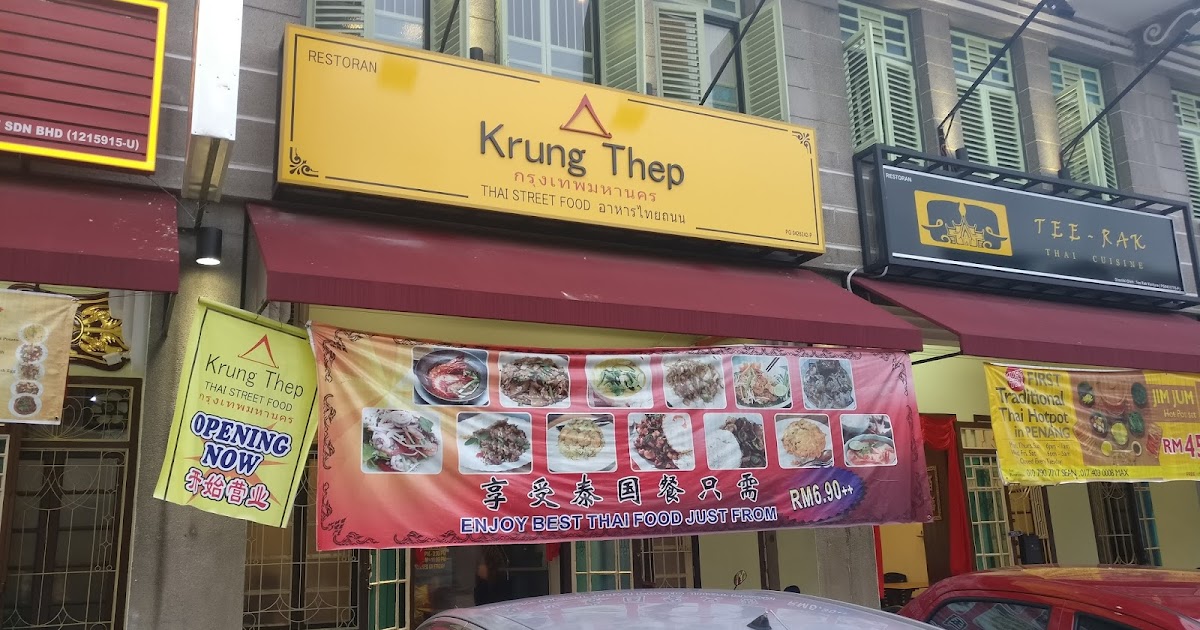 SDN BHD (1215915-U)
RESTORAN
Krung Thep
กรุงเทพมหานคร
THAI STREET FOOD อาหารไทยถนน
RESTORAN
TEE-RAK
THAI CUISINE
Krung Thep
THAI STREET FOOD
กรุงเทพมหานคร
OPENING
NOW
开始营业
享受泰国餐只需
RM6.90++
ENJOY BEST THAI FOOD JUST FROM
FIRST
Traditional
Thai Hotpot
in PENANG
JIM JUM
RM45